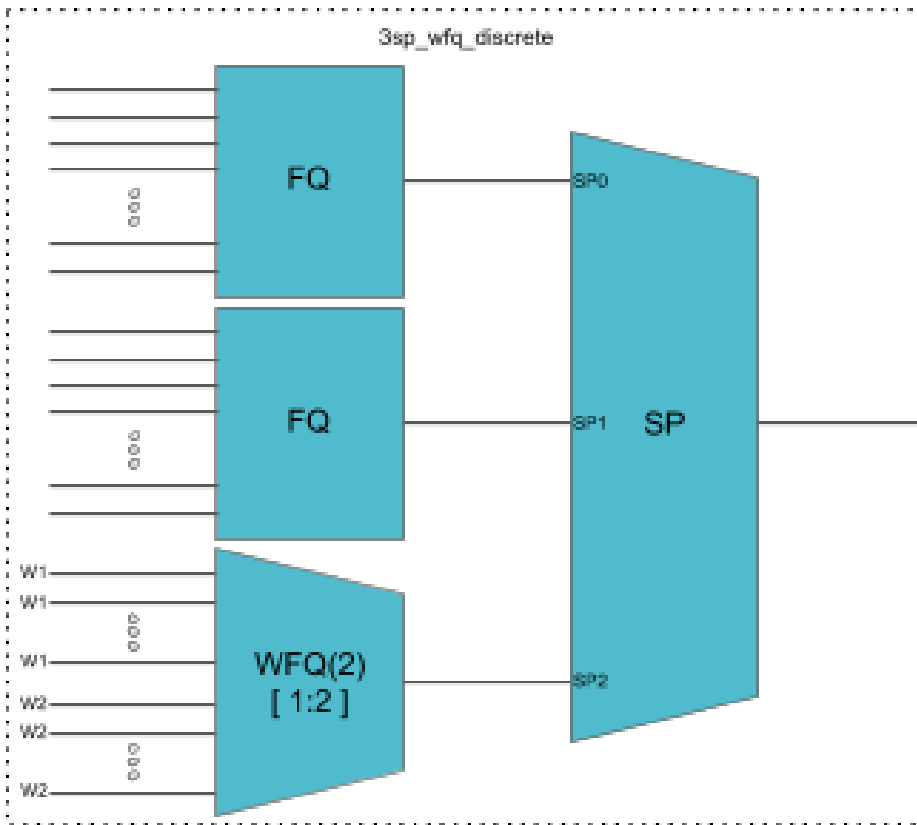 3sp_wfq_discrete
FQ
SP0
FQ
SP1
SP
W1
W1
W1
WFQ(2)
[ 1:2 ]
SP2
W2
W2
W2